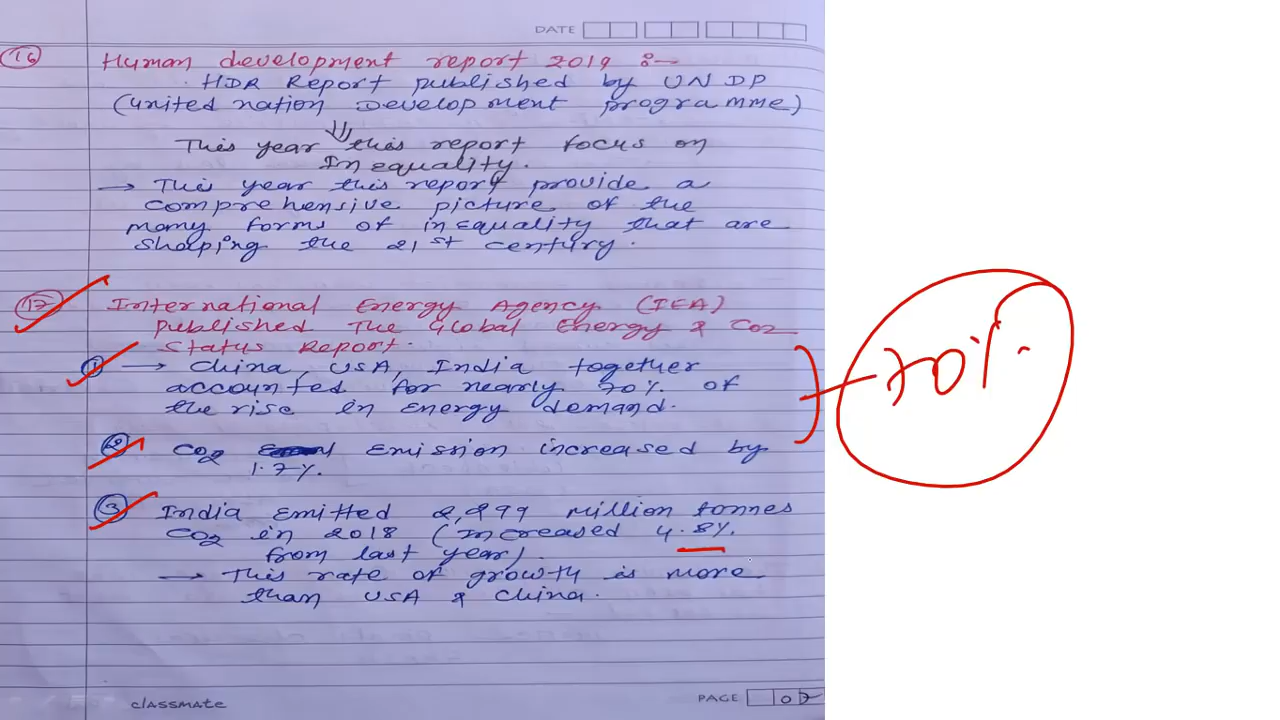 DATE
16 Human development report 2019 :-
HDR Report published by UNDP
(United nation Development programme)
This year this report focus on
Inequality.
→ This year this report provide a
comprehensive picture of the
many forms of inequality that are
shaping the 21st century.
17 International Energy Agency (IEA)
published The Global Energy & CO2
Status Report.
1 → China, USA, India together
accounted for nearly 70% of
the rise in energy demand.
70%.
2 CO2 Emission increased by
1.7%.
3 India Emitted 2,299 million tonnes
CO2 in 2018 (Increased 4.8%.
from last year)
→ This rate of growth is more
than USA & China.
classmate
PAGE 07